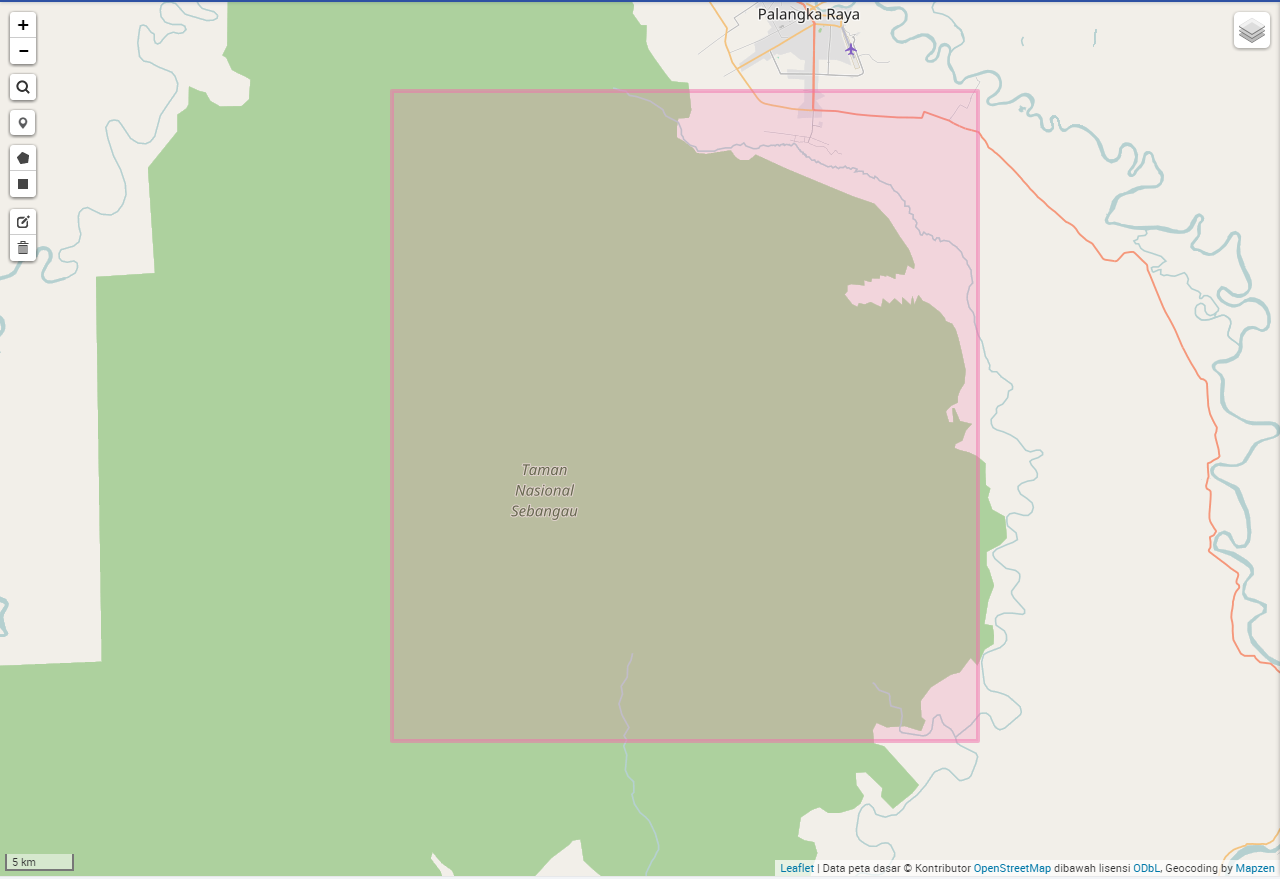 Palangka Raya
+
−
Taman
Nasional
Sebangau
5 km
Leaflet | Data peta dasar © Kontributor OpenStreetMap dibawah lisensi ODbL, Geocoding by Mapzen